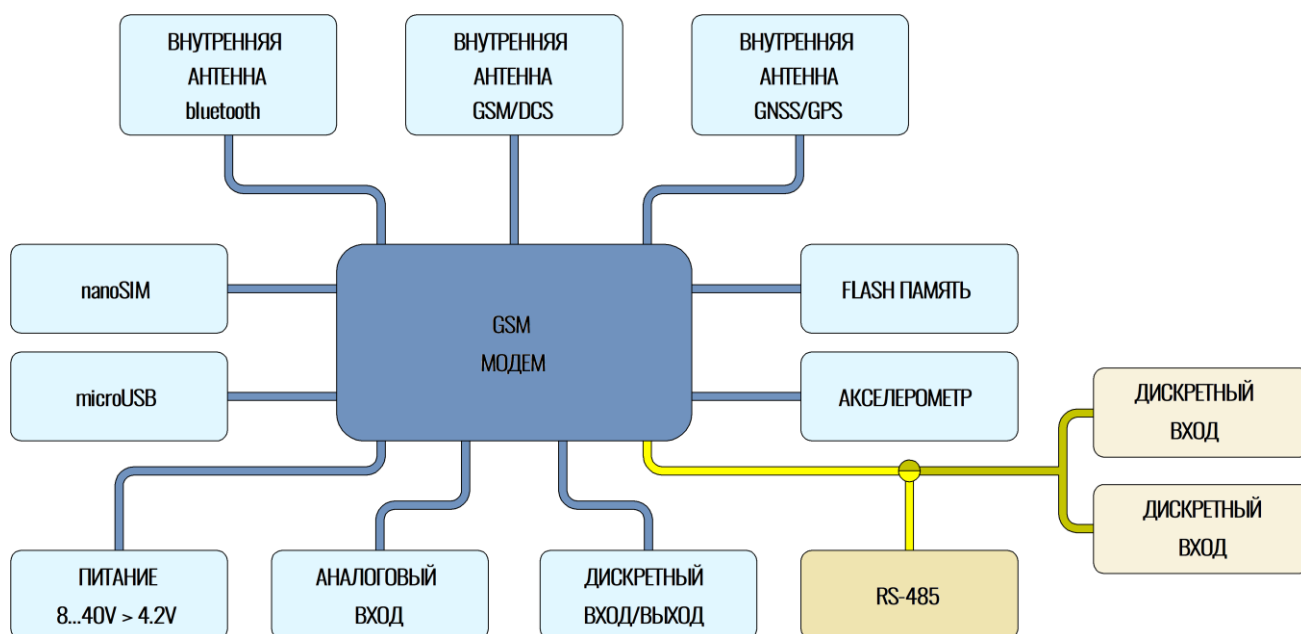 ВНУТРЕННЯЯ
АНТЕННА
bluetooth
ВНУТРЕННЯЯ
АНТЕННА
GSM/DCS
ВНУТРЕННЯЯ
АНТЕННА
GNSS/GPS
nanoSIM
GSM
МОДЕМ
FLASH ПАМЯТЬ
microUSB
АКСЕЛЕРОМЕТР
ДИСКРЕТНЫЙ
ВХОД
ДИСКРЕТНЫЙ
ВХОД
ПИТАНИЕ
8...40V > 4.2V
АНАЛОГОВЫЙ
ВХОД
ДИСКРЕТНЫЙ
ВХОД/ВЫХОД
RS-485